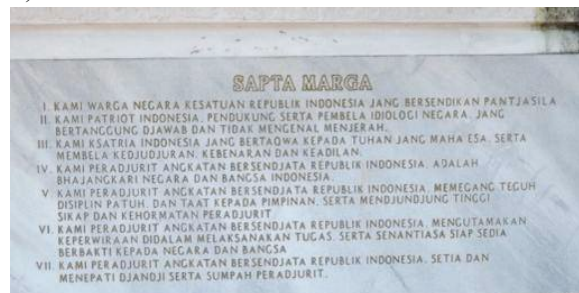 SAPTA MARGA
I. KAMI WARGA NEGARA KESATUAN REPUBLIK INDONESIA JANG BERSENDIKAN PANTJASILA
II. KAMI PATRIOT INDONESIA, PENDUKUNG SERTA PEMBELA IDIOLOGI NEGARA, JANG
BERTANGGUNG DJAWAB DAN TIDAK MENGENAL MENJERAH.
III. KAMI KSATRIA INDONESIA JANG BERTAQWA KEPADA TUHAN JANG MAHA ESA, SERTA
MEMBELA KEDJUDJURAN, KEBENARAN DAN KEADILAN.
IV. KAMI PERADJURIT ANGKATAN BERSENDJATA REPUBLIK INDONESIA, ADALAH
BHAJANGKARI NEGARA DAN BANGSA INDONESIA.
V. KAMI PERADJURIT ANGKATAN BERSENDJATA REPUBLIK INDONESIA, MEMEGANG TEGUH
DISIPLIN PATUH, DAN TAAT KEPADA PIMPINAN, SERTA MENDJUNDJUNG TINGGI
SIKAP DAN KEHORMATAN PERADJURIT
VI. KAMI PERADJURIT ANGKATAN BERSENDJATA REPUBLIK INDONESIA, MENGUTAMAKAN
KEPERWIRAAN DIDALAM MELAKSANAKAN TUGAS, SERTA SENANTIASA SIAP SEDIA
BERBAKTI KEPADA NEGARA DAN BANGSA
VII. KAMI PERADJURIT ANGKATAN BERSENDJATA REPUBLIK INDONESIA, SETIA DAN
MENEPATI DJANDJI SERTA SUMPAH PERADJURIT.